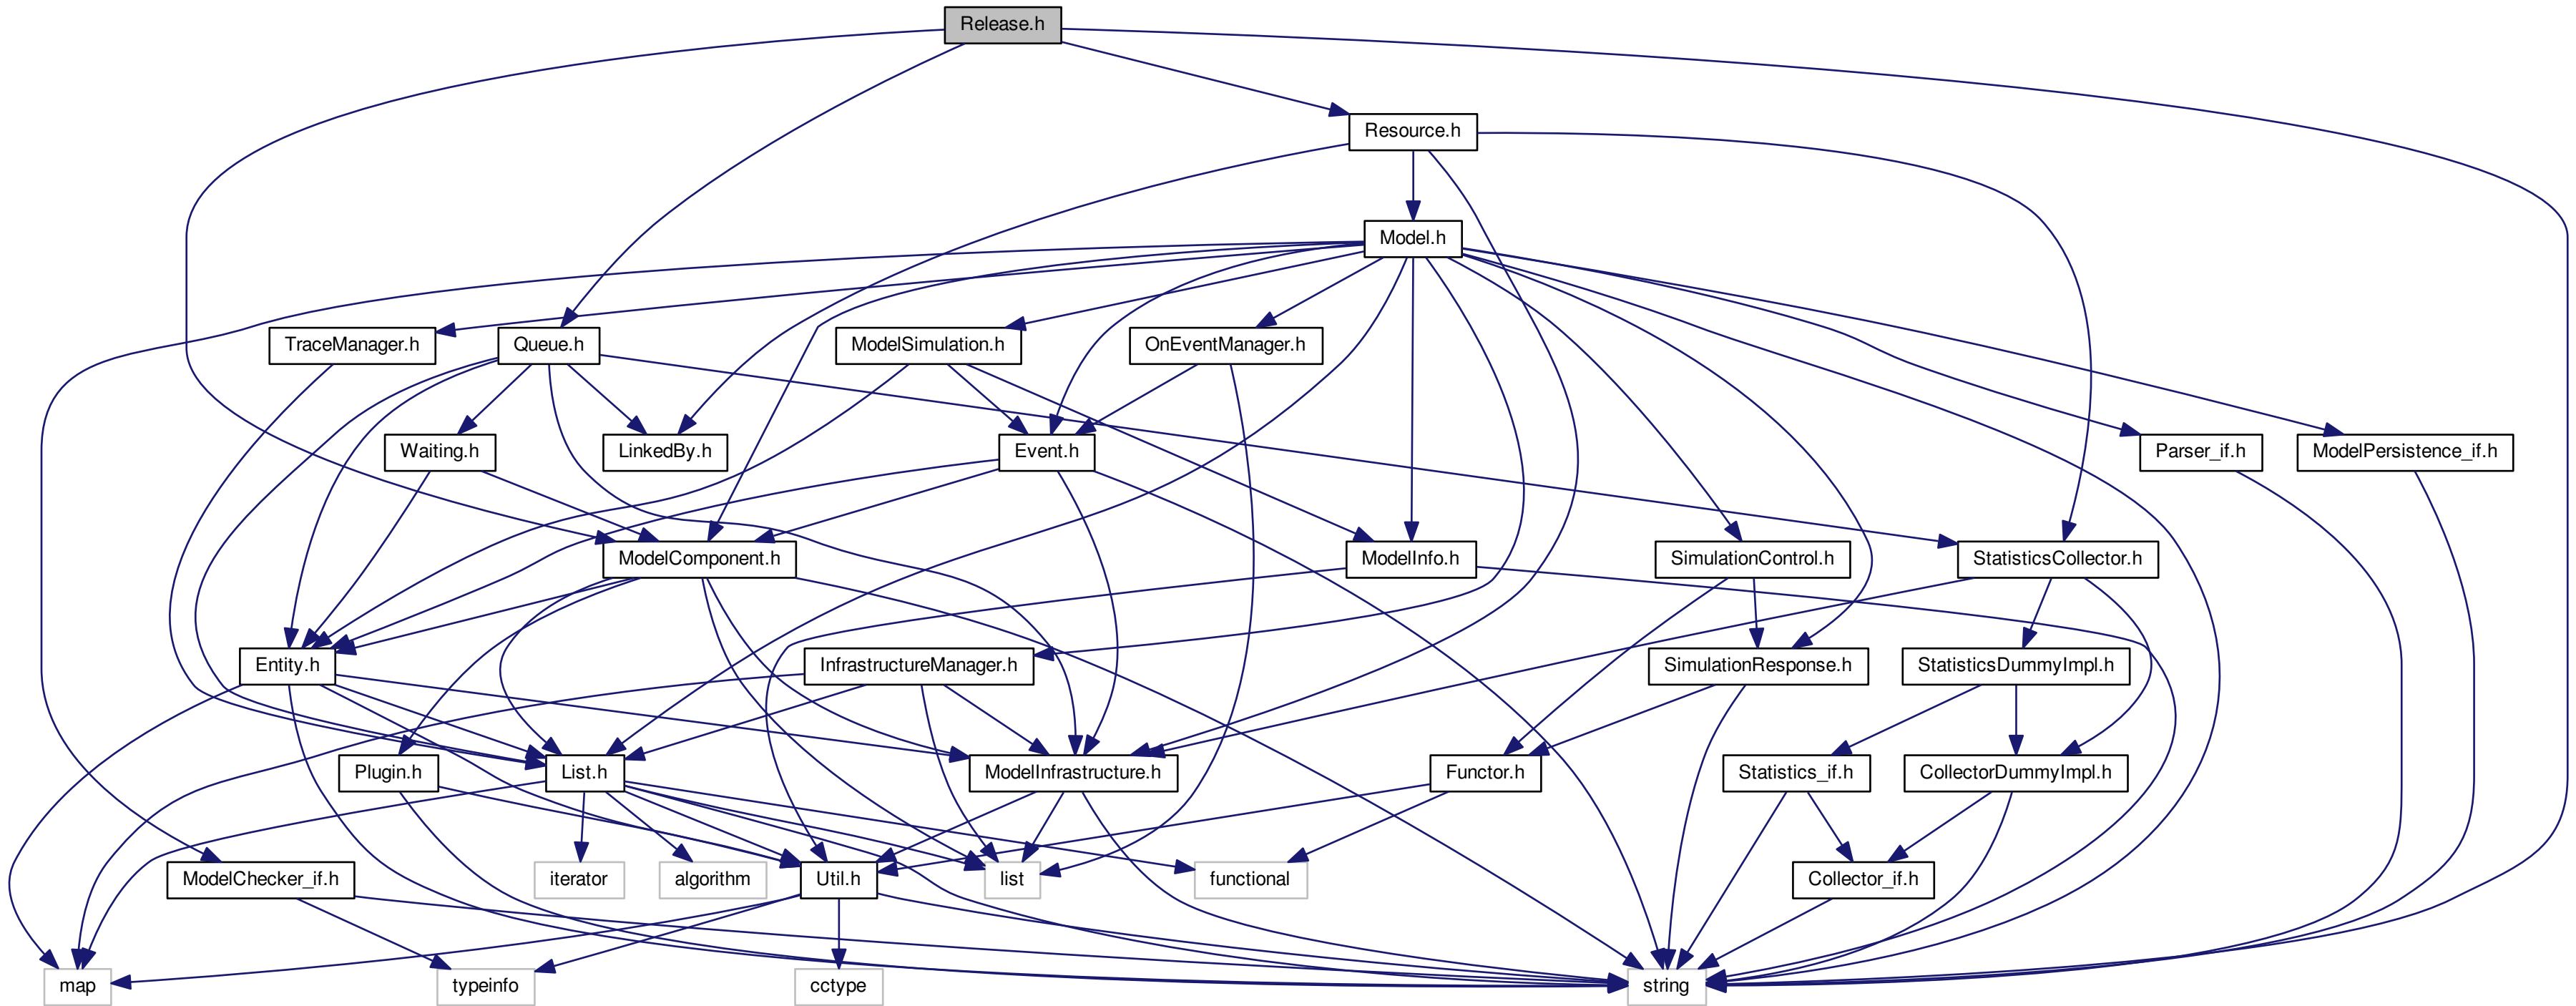 Release.h
Resource.h
Model.h
TraceManager.h
Queue.h
ModelSimulation.h
OnEventManager.h
Waiting.h
LinkedBy.h
Event.h
Parser_if.h
ModelPersistence_if.h
ModelComponent.h
ModelInfo.h
SimulationControl.h
StatisticsCollector.h
Entity.h
InfrastructureManager.h
SimulationResponse.h
StatisticsDummyImpl.h
Plugin.h
List.h
ModelInfrastructure.h
Functor.h
Statistics_if.h
CollectorDummyImpl.h
ModelChecker_if.h
iterator
algorithm
Util.h
list
functional
Collector_if.h
map
typeinfo
cctype
string